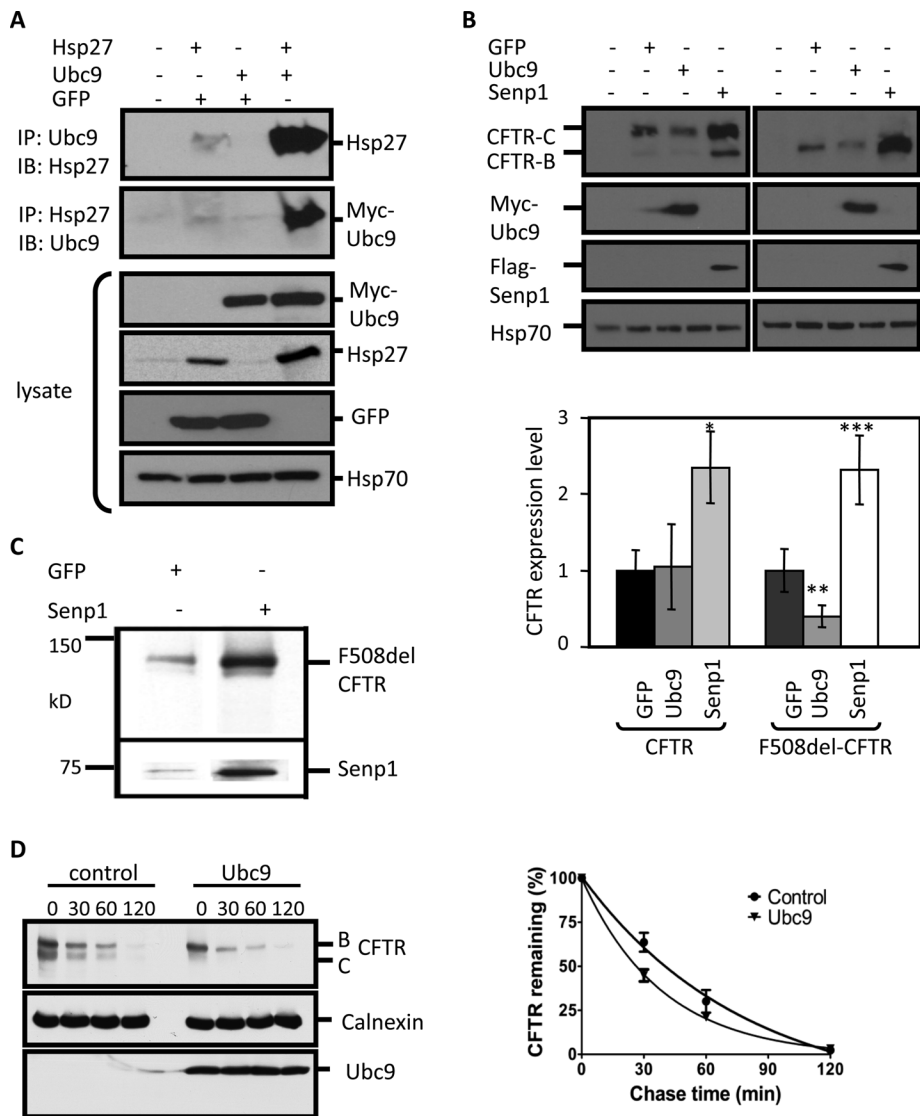 A
Hsp27 - + - +
Ubc9 - - + +
GFP - + + -
IP: Ubc9
IB: Hsp27
Hsp27
IP: Hsp27
IB: Ubc9
Myc-
Ubc9
lysate
Myc-
Ubc9
Hsp27
GFP
Hsp70
B
GFP - + - - - + - -
Ubc9 - - + - - - + -
Senp1 - - - + - - - +
CFTR-C
CFTR-B
Myc-
Ubc9
Flag-
Senp1
Hsp70
CFTR expression level
3
2
1
0
*
**
***
GFP
Ubc9
Senp1
GFP
Ubc9
Senp1
CFTR
F508del-CFTR
C
GFP + -
Senp1 - +
150
kD
75
F508del
CFTR
Senp1
D
control Ubc9
0 30 60 120 0 30 60 120
B
C
CFTR
Calnexin
Ubc9
CFTR remaining (%)
100
75
50
25
0
Control
Ubc9
0 30 60 90 120
Chase time (min)